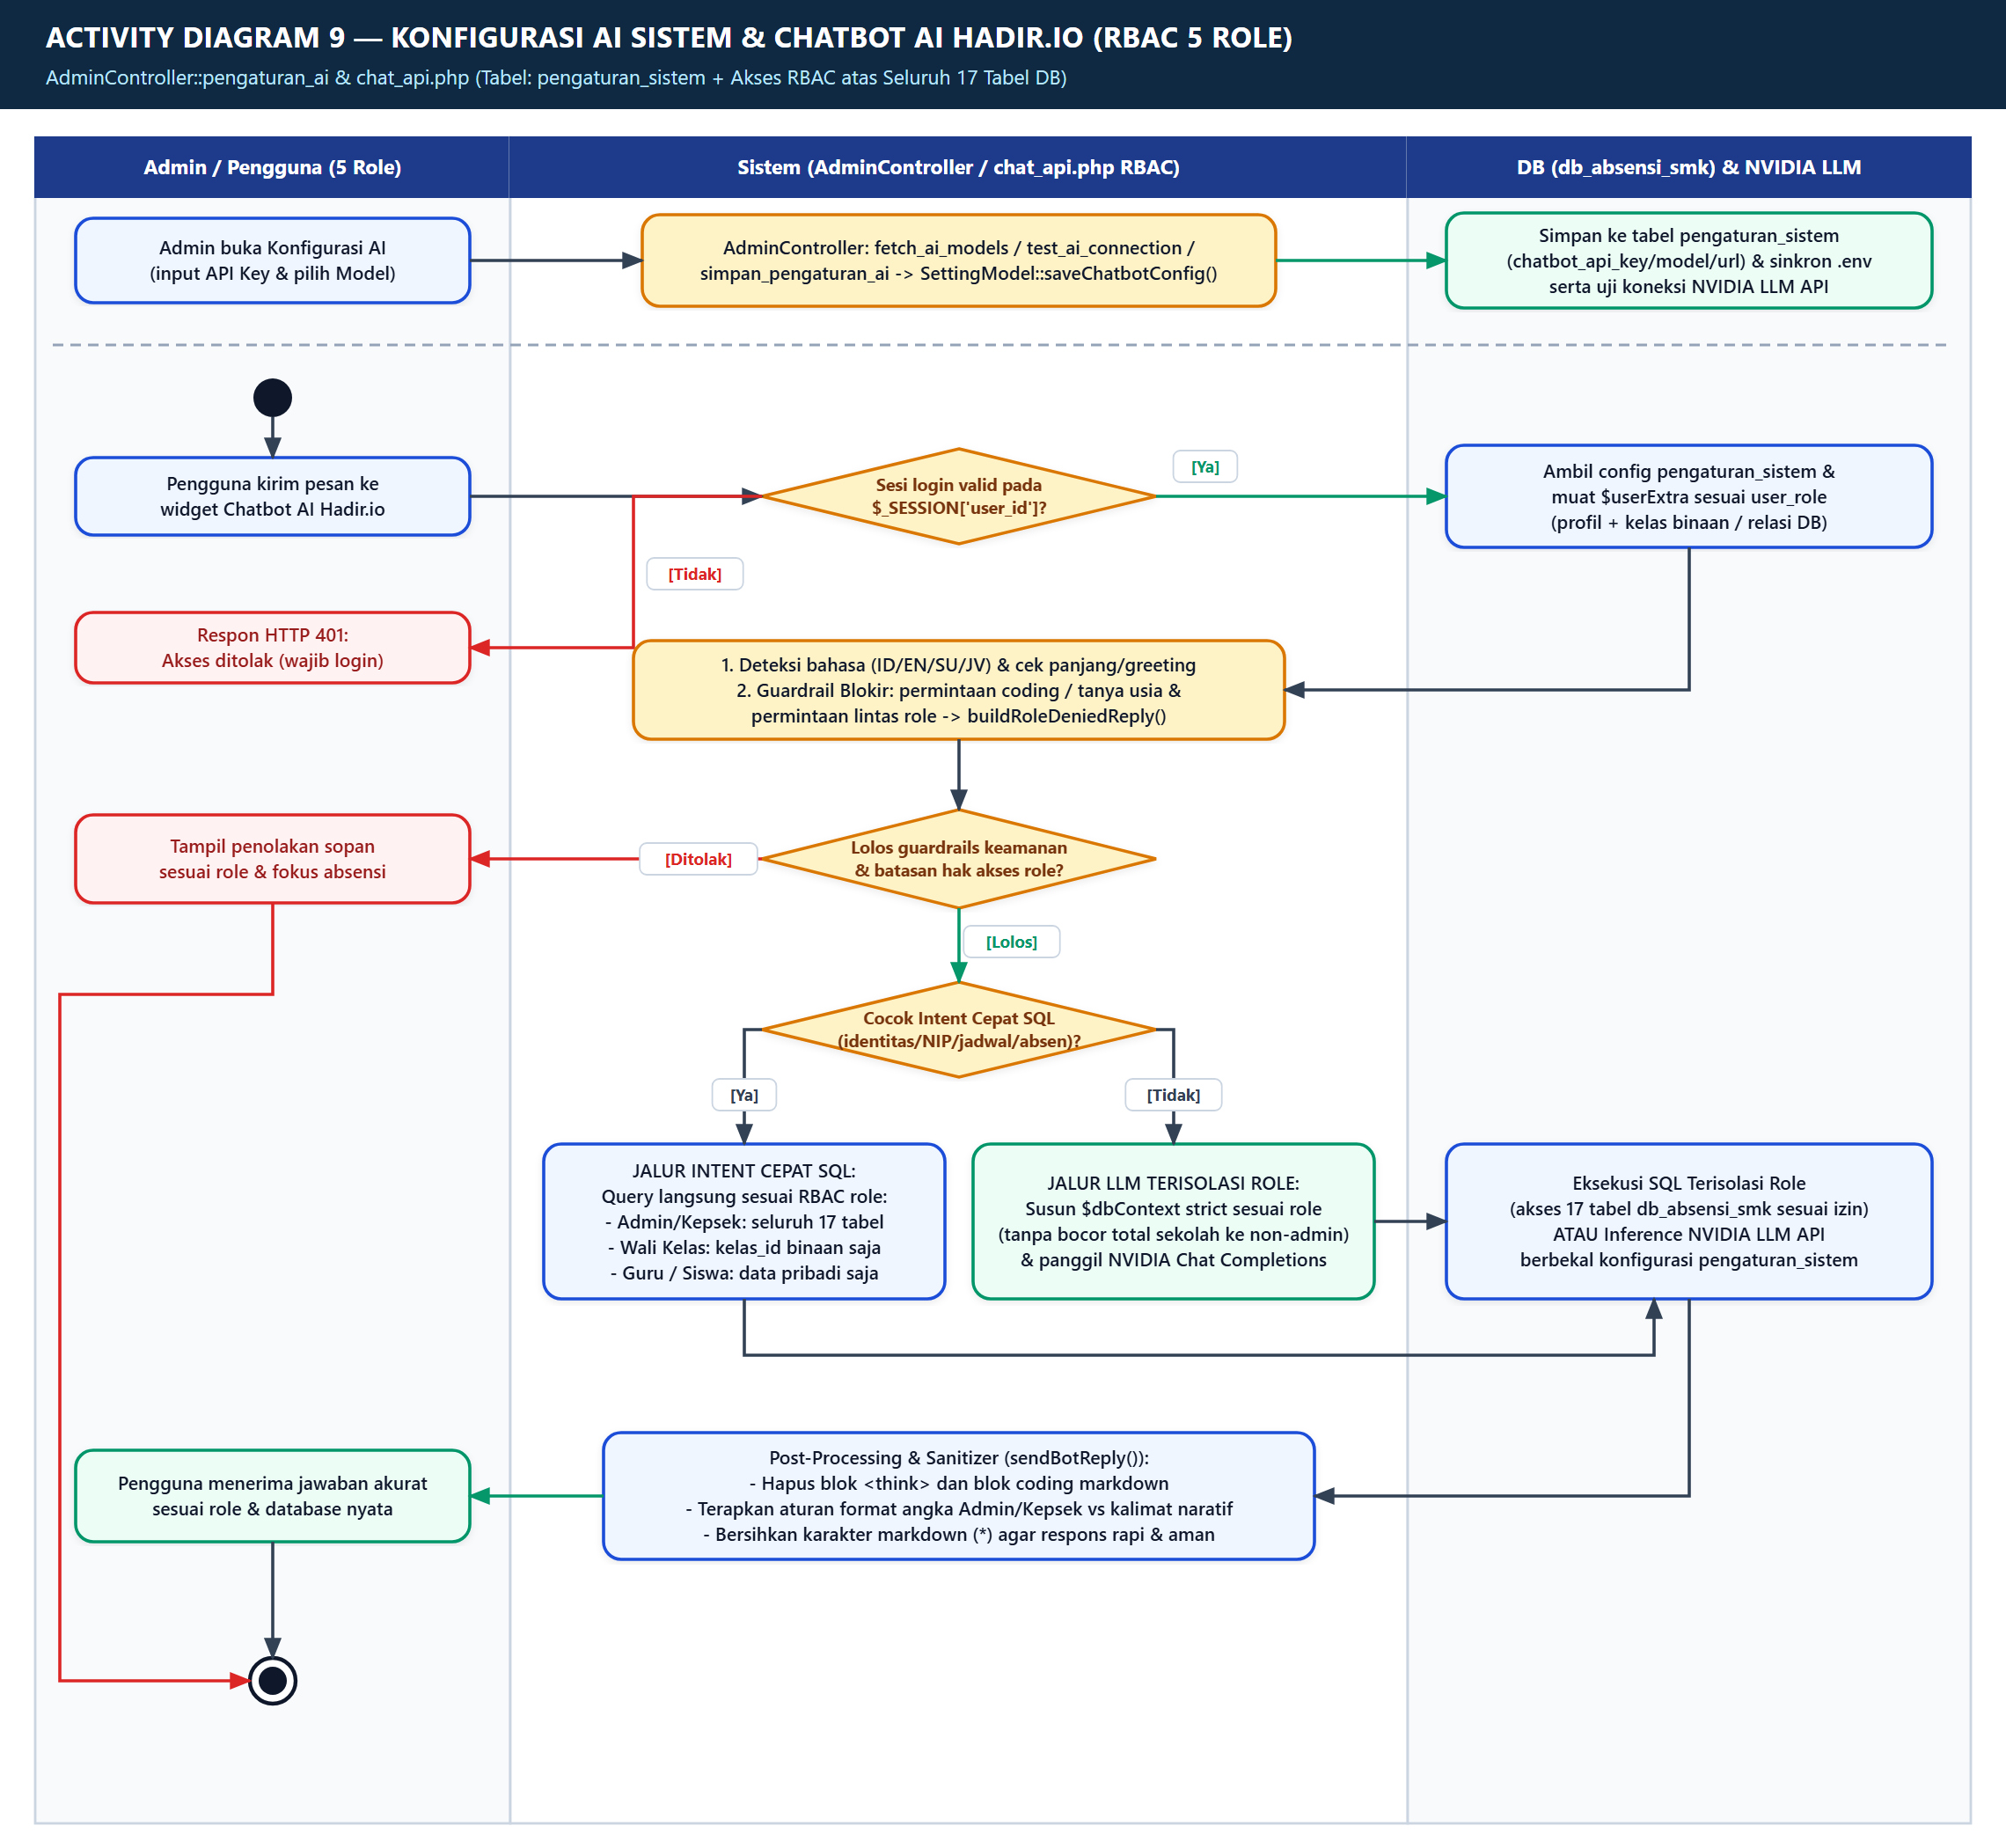 ACTIVITY DIAGRAM 9 — KONFIGURASI AI SISTEM & CHATBOT AI HADIR.IO (RBAC 5 ROLE)
AdminController::pengaturan_ai & chat_api.php (Tabel: pengaturan_sistem + Akses RBAC atas Seluruh 17 Tabel DB)
Admin / Pengguna (5 Role)
Sistem (AdminController / chat_api.php RBAC)
DB (db_absensi_smk) & NVIDIA LLM
Admin buka Konfigurasi AI
(input API Key & pilih Model)
AdminController: fetch_ai_models / test_ai_connection /
simpan_pengaturan_ai -> SettingModel::saveChatbotConfig()
Simpan ke tabel pengaturan_sistem
(chatbot_api_key/model/url) & sinkron .env
serta uji koneksi NVIDIA LLM API
Pengguna kirim pesan ke
widget Chatbot AI Hadir.io
Sesi login valid pada
$_SESSION['user_id']?
[Ya]
Ambil config pengaturan_sistem &
muat $userExtra sesuai user_role
(profil + kelas binaan / relasi DB)
[Tidak]
Respon HTTP 401:
Akses ditolak (wajib login)
1. Deteksi bahasa (ID/EN/SU/JV) & cek panjang/greeting
2. Guardrail Blokir: permintaan coding / tanya usia &
permintaan lintas role -> buildRoleDeniedReply()
Tampil penolakan sopan
sesuai role & fokus absensi
[Ditolak]
Lolos guardrails keamanan
& batasan hak akses role?
[Lolos]
Cocok Intent Cepat SQL
(identitas/NIP/jadwal/absen)?
[Ya]
[Tidak]
JALUR INTENT CEPAT SQL:
Query langsung sesuai RBAC role:
- Admin/Kepsek: seluruh 17 tabel
- Wali Kelas: kelas_id binaan saja
- Guru / Siswa: data pribadi saja
JALUR LLM TERISOLASI ROLE:
Susun $dbContext strict sesuai role
(tanpa bocor total sekolah ke non-admin)
& panggil NVIDIA Chat Completions
Eksekusi SQL Terisolasi Role
(akses 17 tabel db_absensi_smk sesuai izin)
ATAU Inference NVIDIA LLM API
berbekal konfigurasi pengaturan_sistem
Pengguna menerima jawaban akurat
sesuai role & database nyata
Post-Processing & Sanitizer (sendBotReply()):
- Hapus blok <think> dan blok coding markdown
- Terapkan aturan format angka Admin/Kepsek vs kalimat naratif
- Bersihkan karakter markdown (*) agar respons rapi & aman